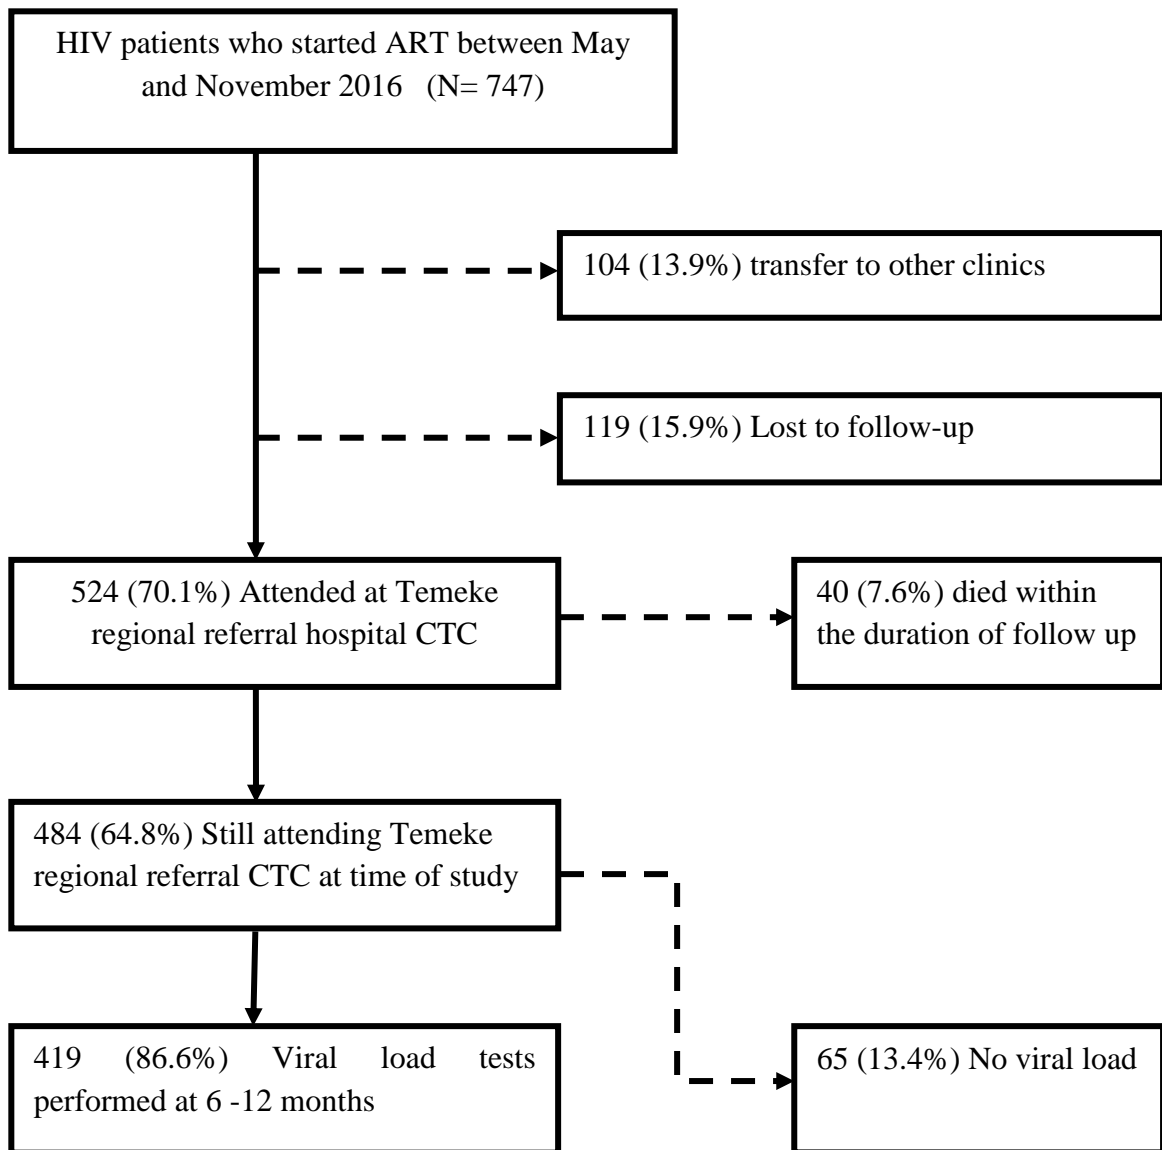 HIV patients who started ART between May
and November 2016 (N= 747)
104 (13.9%) transfer to other clinics
119 (15.9%) Lost to follow-up
524 (70.1%) Attended at Temeke
regional referral hospital CTC
40 (7.6%) died within
the duration of follow up
484 (64.8%) Still attending Temeke
regional referral CTC at time of study
419 (86.6%) Viral load tests
performed at 6 -12 months
65 (13.4%) No viral load